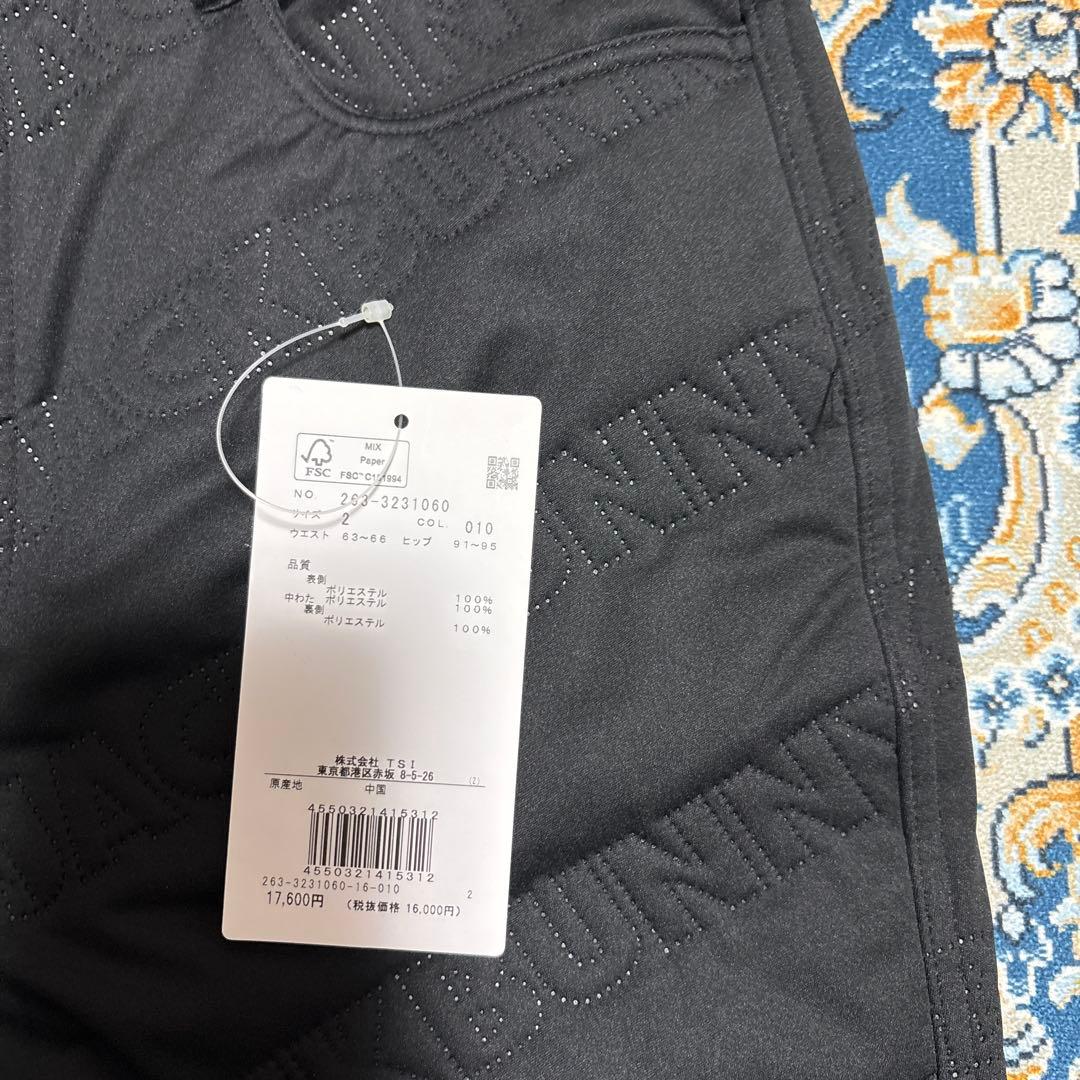 MIX
Paper
FSC
NO. 263-3231060
サイズ 2 COL. 010
ウエスト 63～66 ヒップ 91～95
品質
表側
ポリエステル 100%
中わた ポリエステル 100%
裏側
ポリエステル 100%
株式会社 TSI
東京都港区赤坂 8-5-26 (2)
原産地 中国
4550321415312
4550321415312
263-3231060-16-010 2
17,600円 (税抜価格 16,000円)
BUNNY
BUNNY
BUNNY